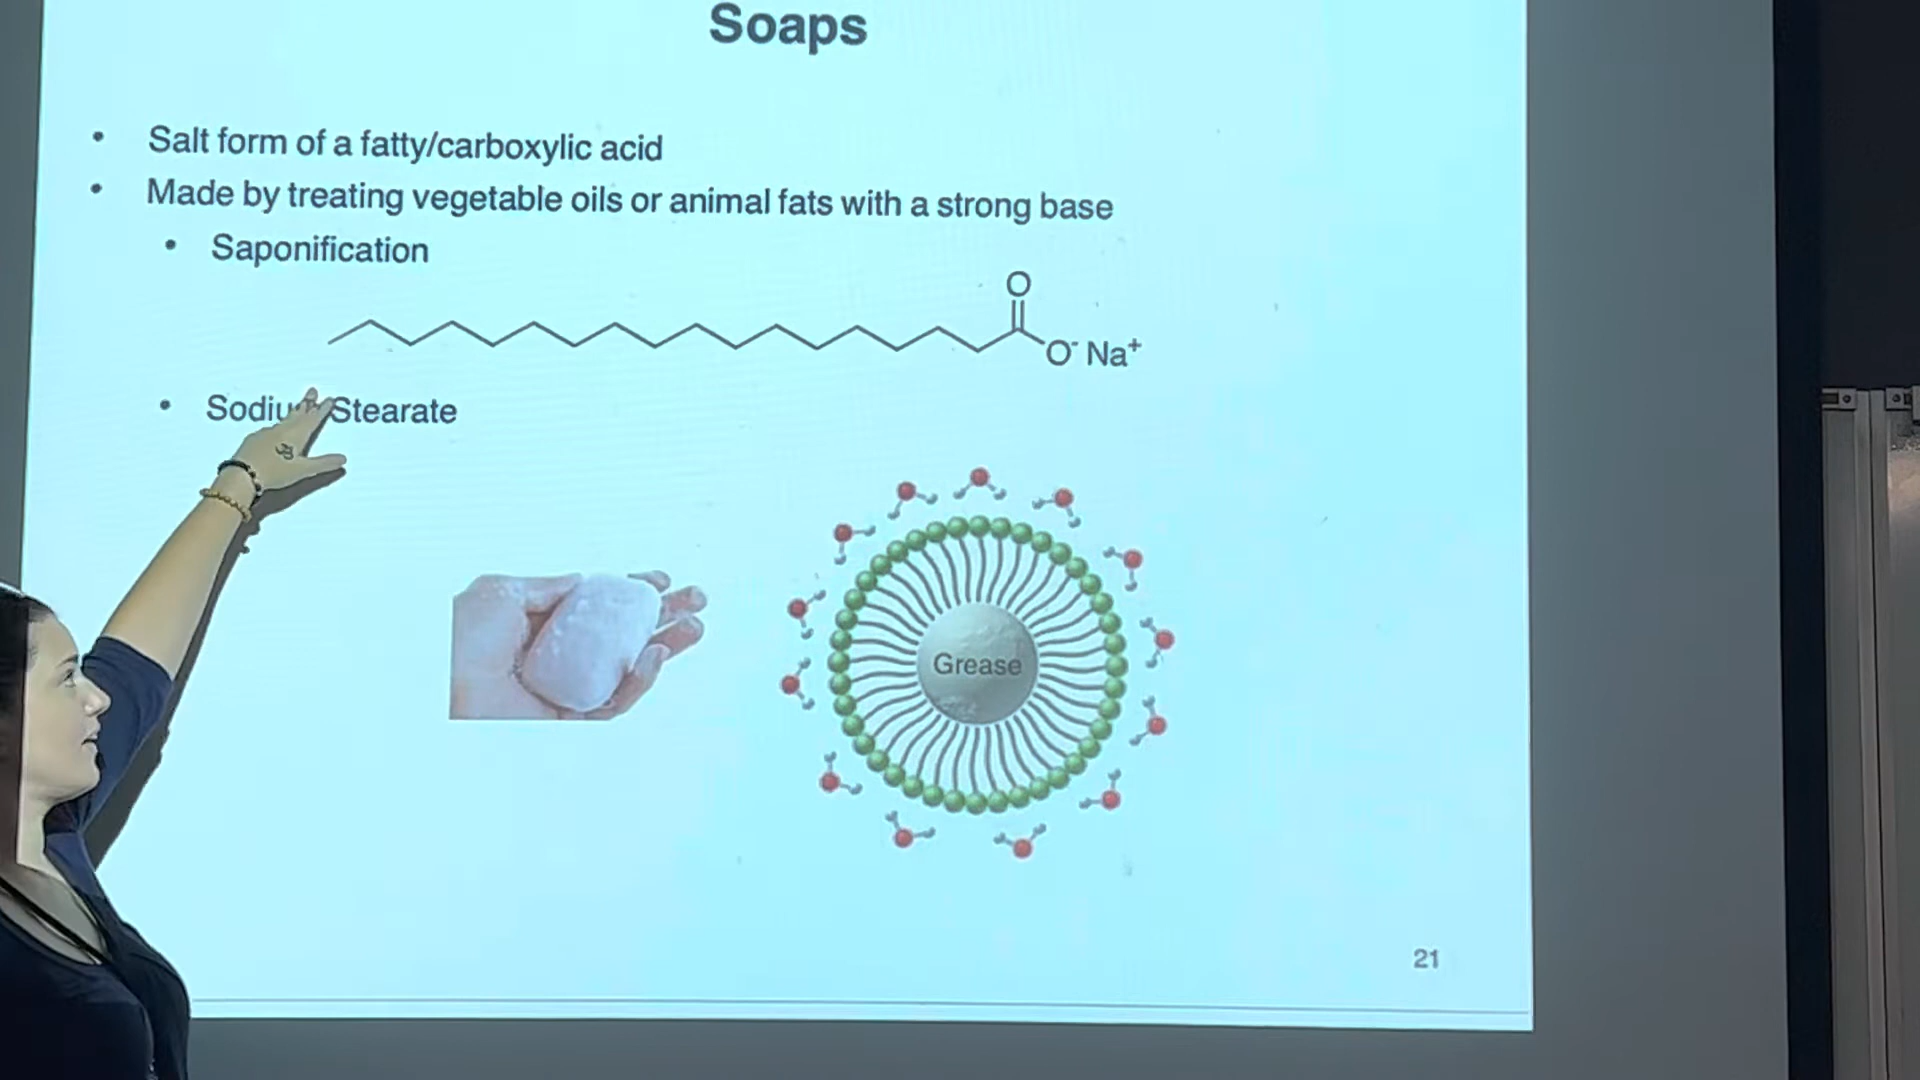 Soaps
• Salt form of a fatty/carboxylic acid
• Made by treating vegetable oils or animal fats with a strong base
• Saponification
O
O⁻ Na⁺
• Sodium Stearate
Grease
21